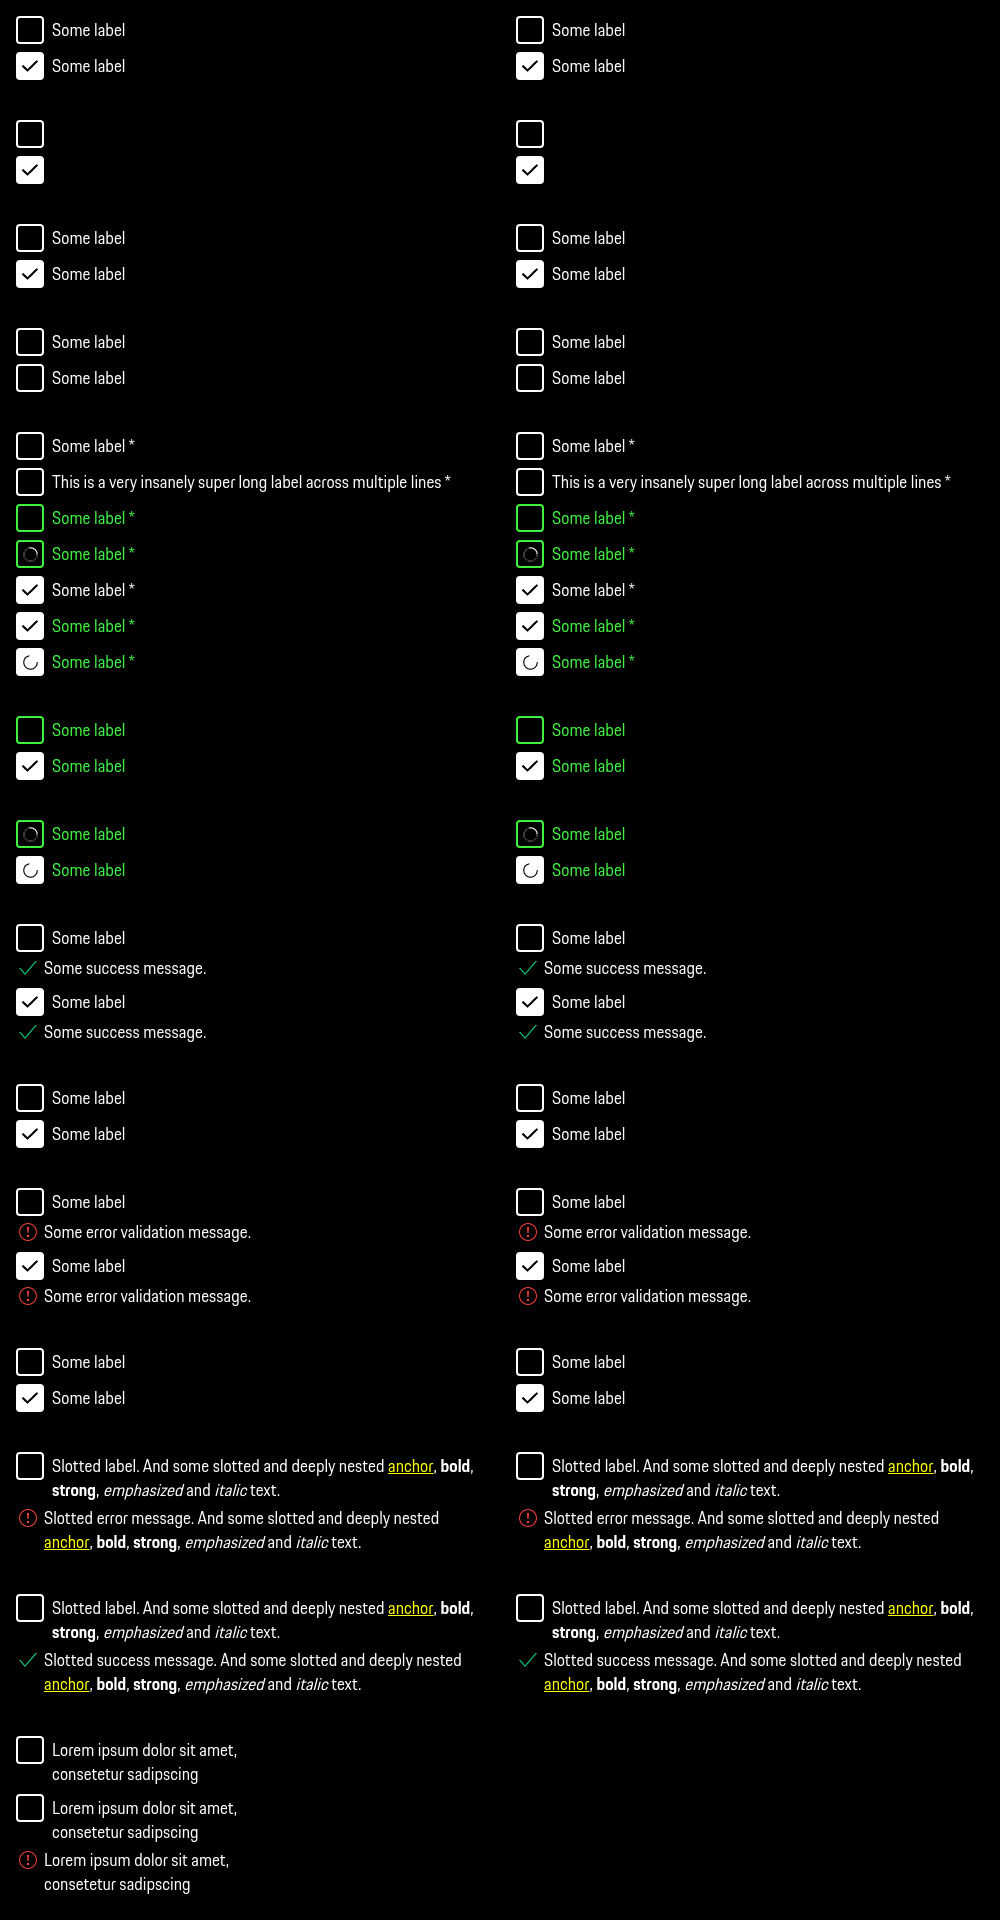 Some label
Some label
Some label
Some label
Some label
Some label
Some label *
This is a very insanely super long label across multiple lines *
Some label *
Some label *
Some label *
Some label *
Some label *
Some label
Some label
Some label
Some label
Some label
Some success message.
Some label
Some success message.
Some label
Some label
Some label
Some error validation message.
Some label
Some error validation message.
Some label
Some label
Slotted label. And some slotted and deeply nested anchor, bold,
strong, emphasized and italic text.
Slotted error message. And some slotted and deeply nested
anchor, bold, strong, emphasized and italic text.
Slotted label. And some slotted and deeply nested anchor, bold,
strong, emphasized and italic text.
Slotted success message. And some slotted and deeply nested
anchor, bold, strong, emphasized and italic text.
Lorem ipsum dolor sit amet,
consetetur sadipscing
Lorem ipsum dolor sit amet,
consetetur sadipscing
Lorem ipsum dolor sit amet,
consetetur sadipscing
Some label
Some label
Some label
Some label
Some label
Some label
Some label *
This is a very insanely super long label across multiple lines *
Some label *
Some label *
Some label *
Some label *
Some label *
Some label
Some label
Some label
Some label
Some label
Some success message.
Some label
Some success message.
Some label
Some label
Some label
Some error validation message.
Some label
Some error validation message.
Some label
Some label
Slotted label. And some slotted and deeply nested anchor, bold,
strong, emphasized and italic text.
Slotted error message. And some slotted and deeply nested
anchor, bold, strong, emphasized and italic text.
Slotted label. And some slotted and deeply nested anchor, bold,
strong, emphasized and italic text.
Slotted success message. And some slotted and deeply nested
anchor, bold, strong, emphasized and italic text.